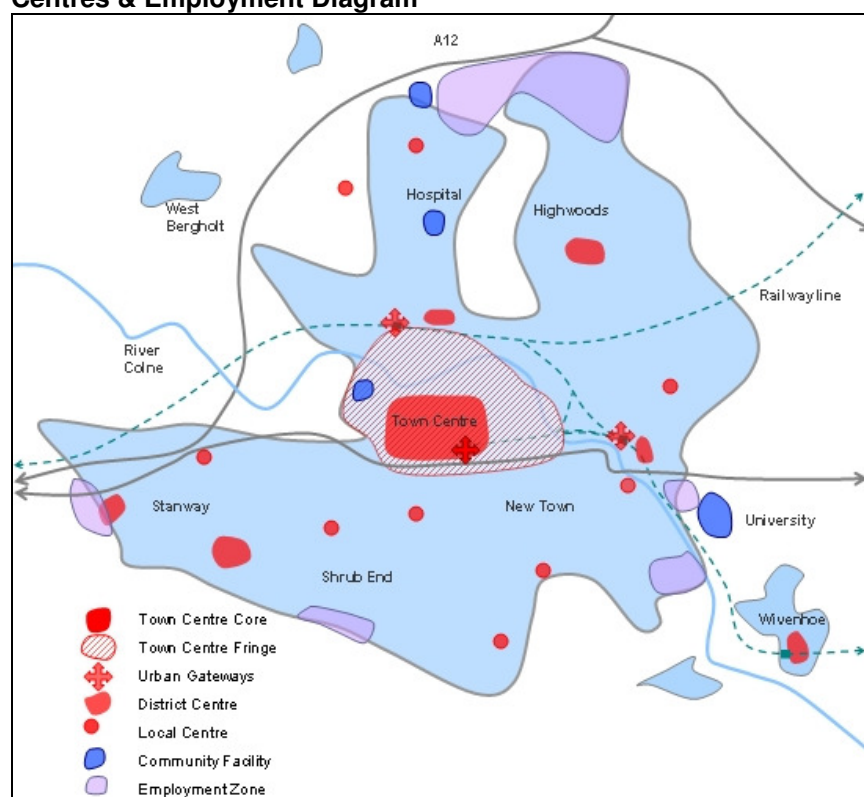 Centres & Employment Diagram
A12
Hospital
Highwoods
West
Bergholt
Railway line
River
Colne
Town Centre
Stanway
New Town
University
Shrub End
Wivenhoe
Town Centre Core
Town Centre Fringe
Urban Gateways
District Centre
Local Centre
Community Facility
Employment Zone